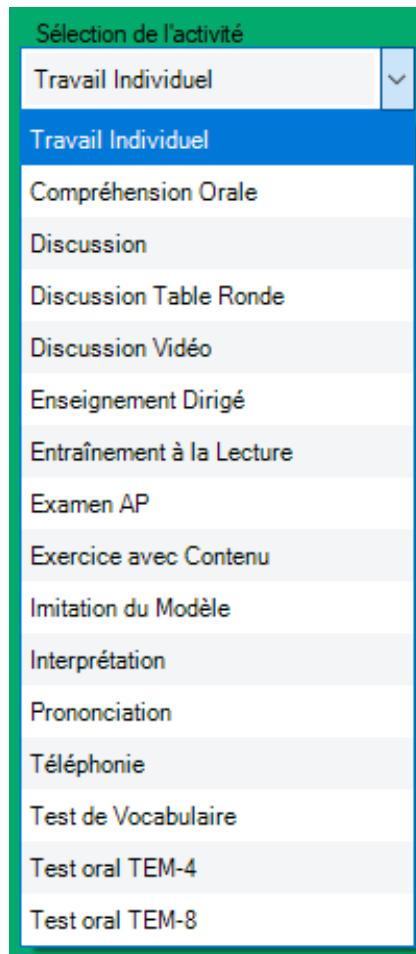 Sélection de l'activité
Travail Individuel
Travail Individuel
Compréhension Orale
Discussion
Discussion Table Ronde
Discussion Vidéo
Enseignement Dirigé
Entraînement à la Lecture
Examen AP
Exercice avec Contenu
Imitation du Modèle
Interprétation
Prononciation
Téléphonie
Test de Vocabulaire
Test oral TEM-4
Test oral TEM-8